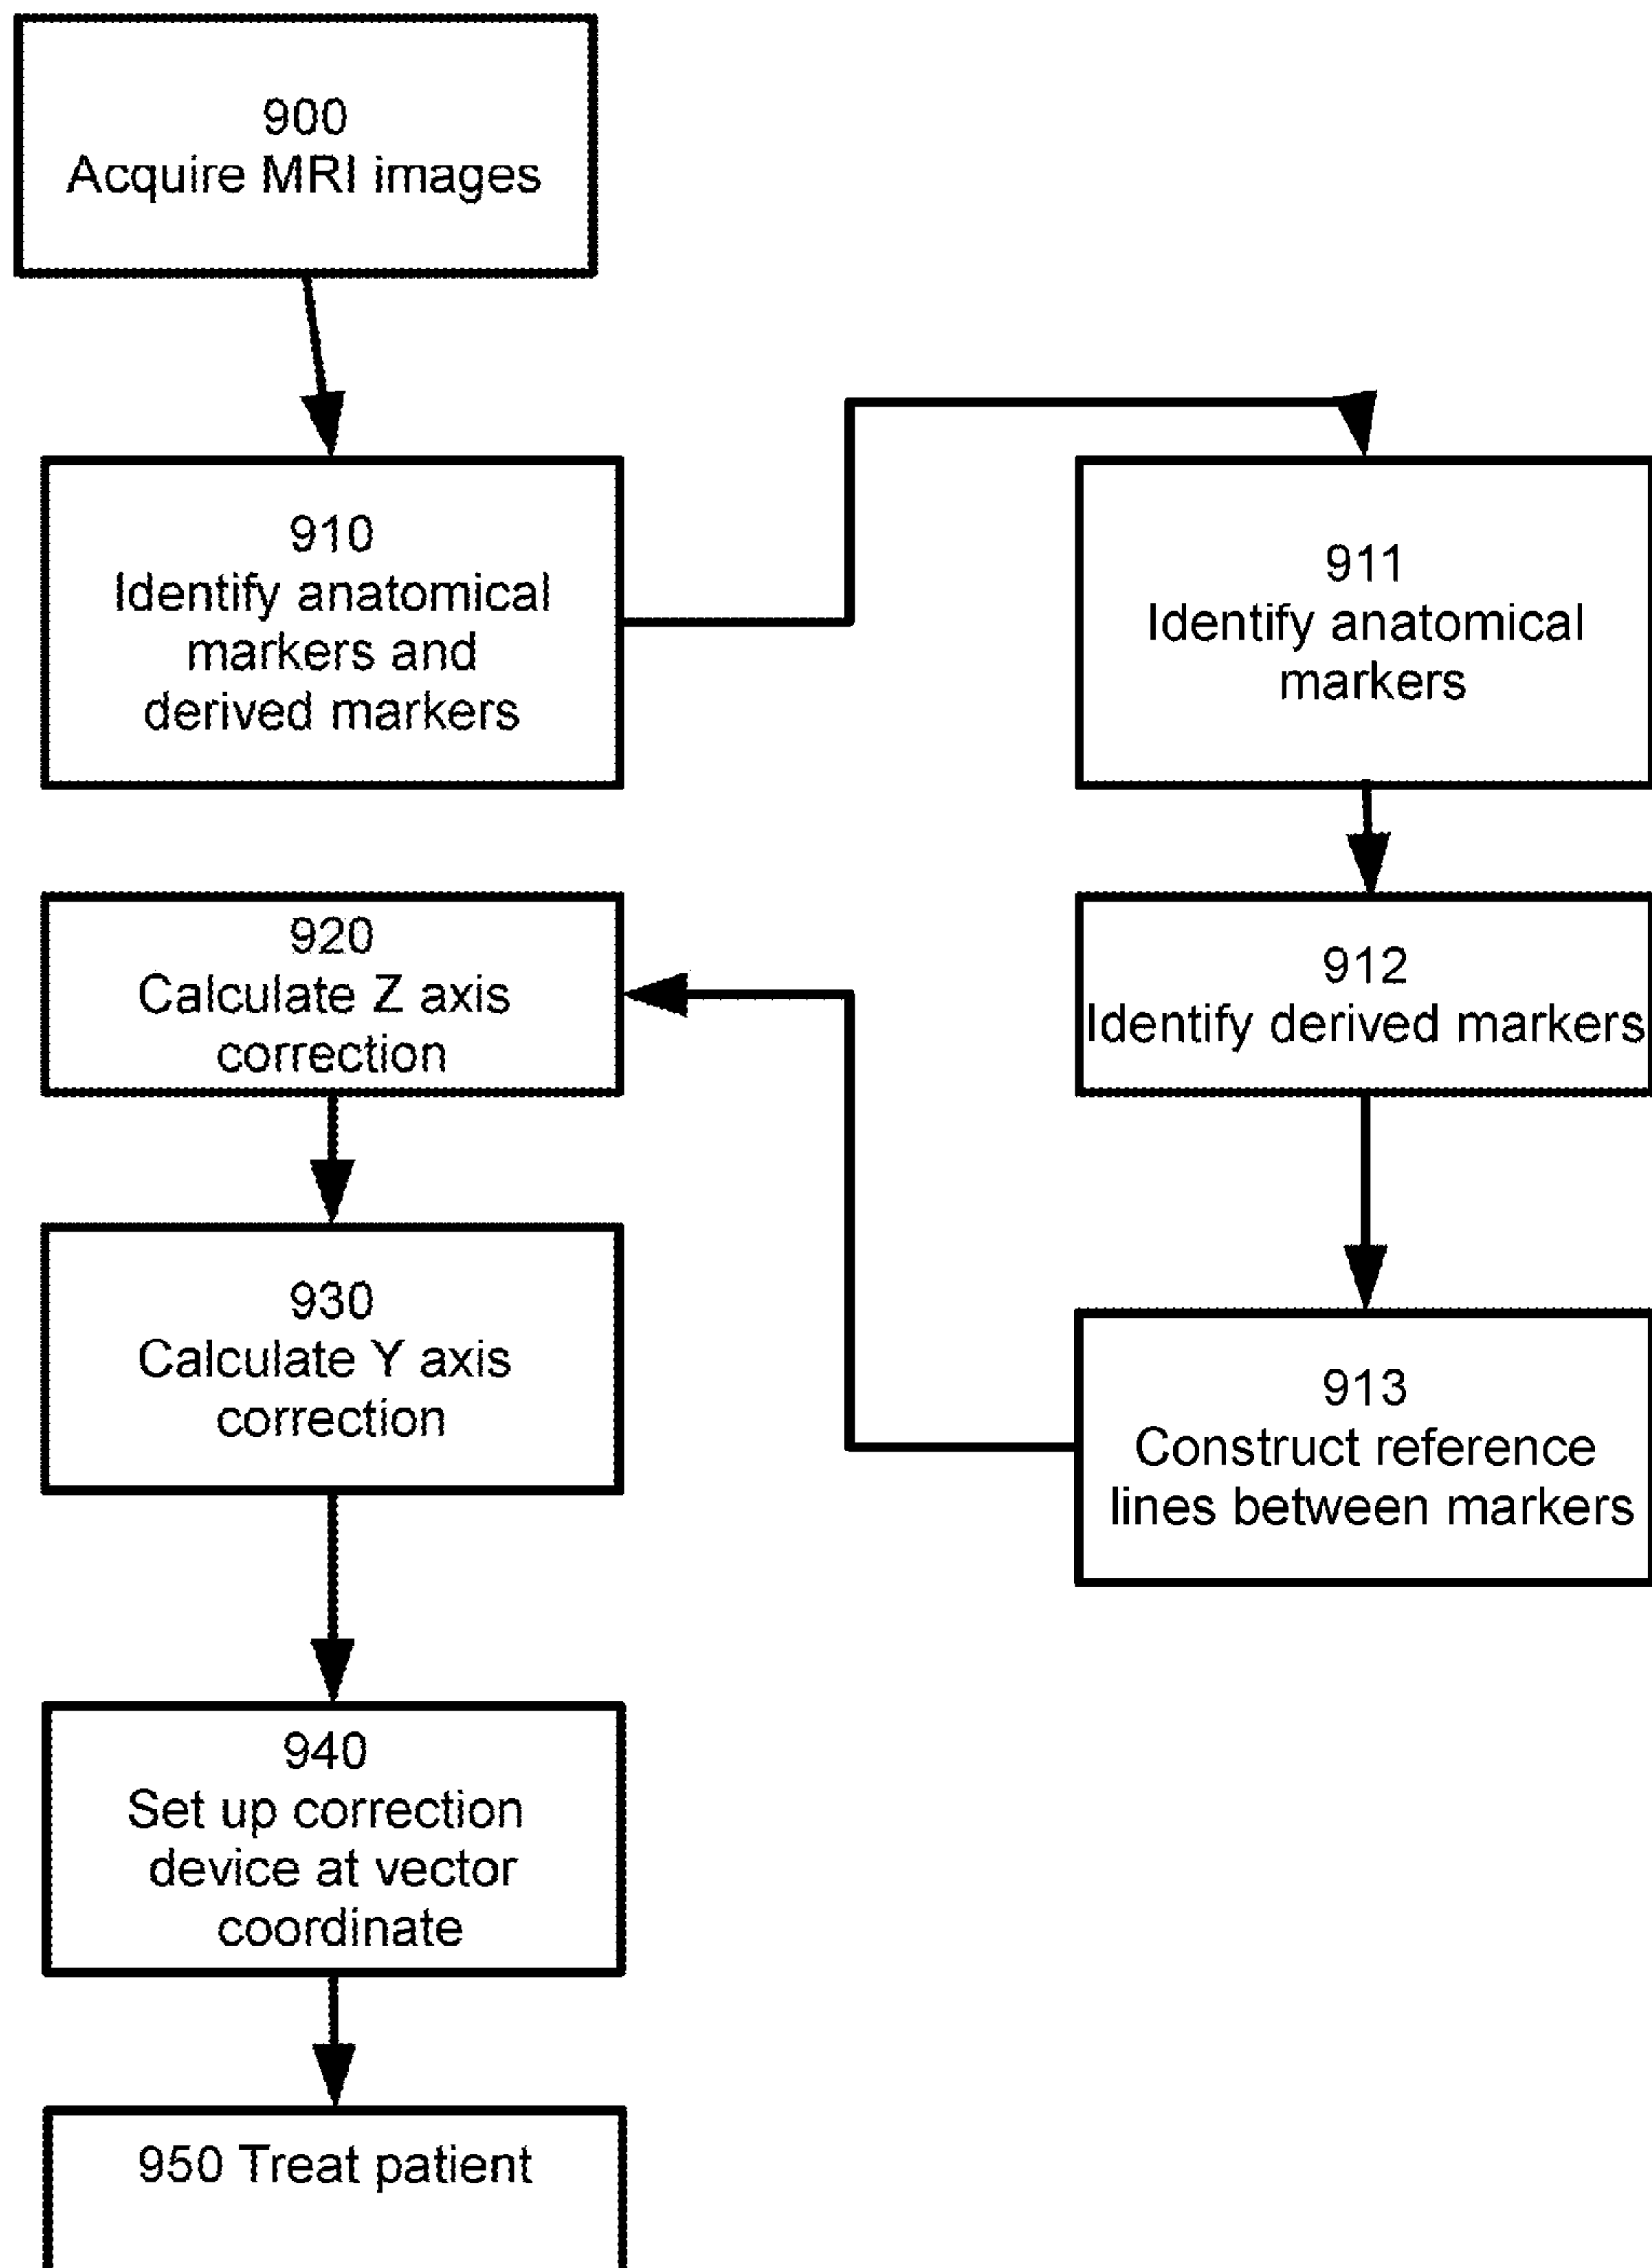 900
Acquire MRI images
910
Identify anatomical
markers and
derived markers
911
Identify anatomical
markers
912
Identify derived markers
913
Construct reference
lines between markers
920
Calculate Z axis
correction
930
Calculate Y axis
correction
940
Set up correction
device at vector
coordinate
950 Treat patient